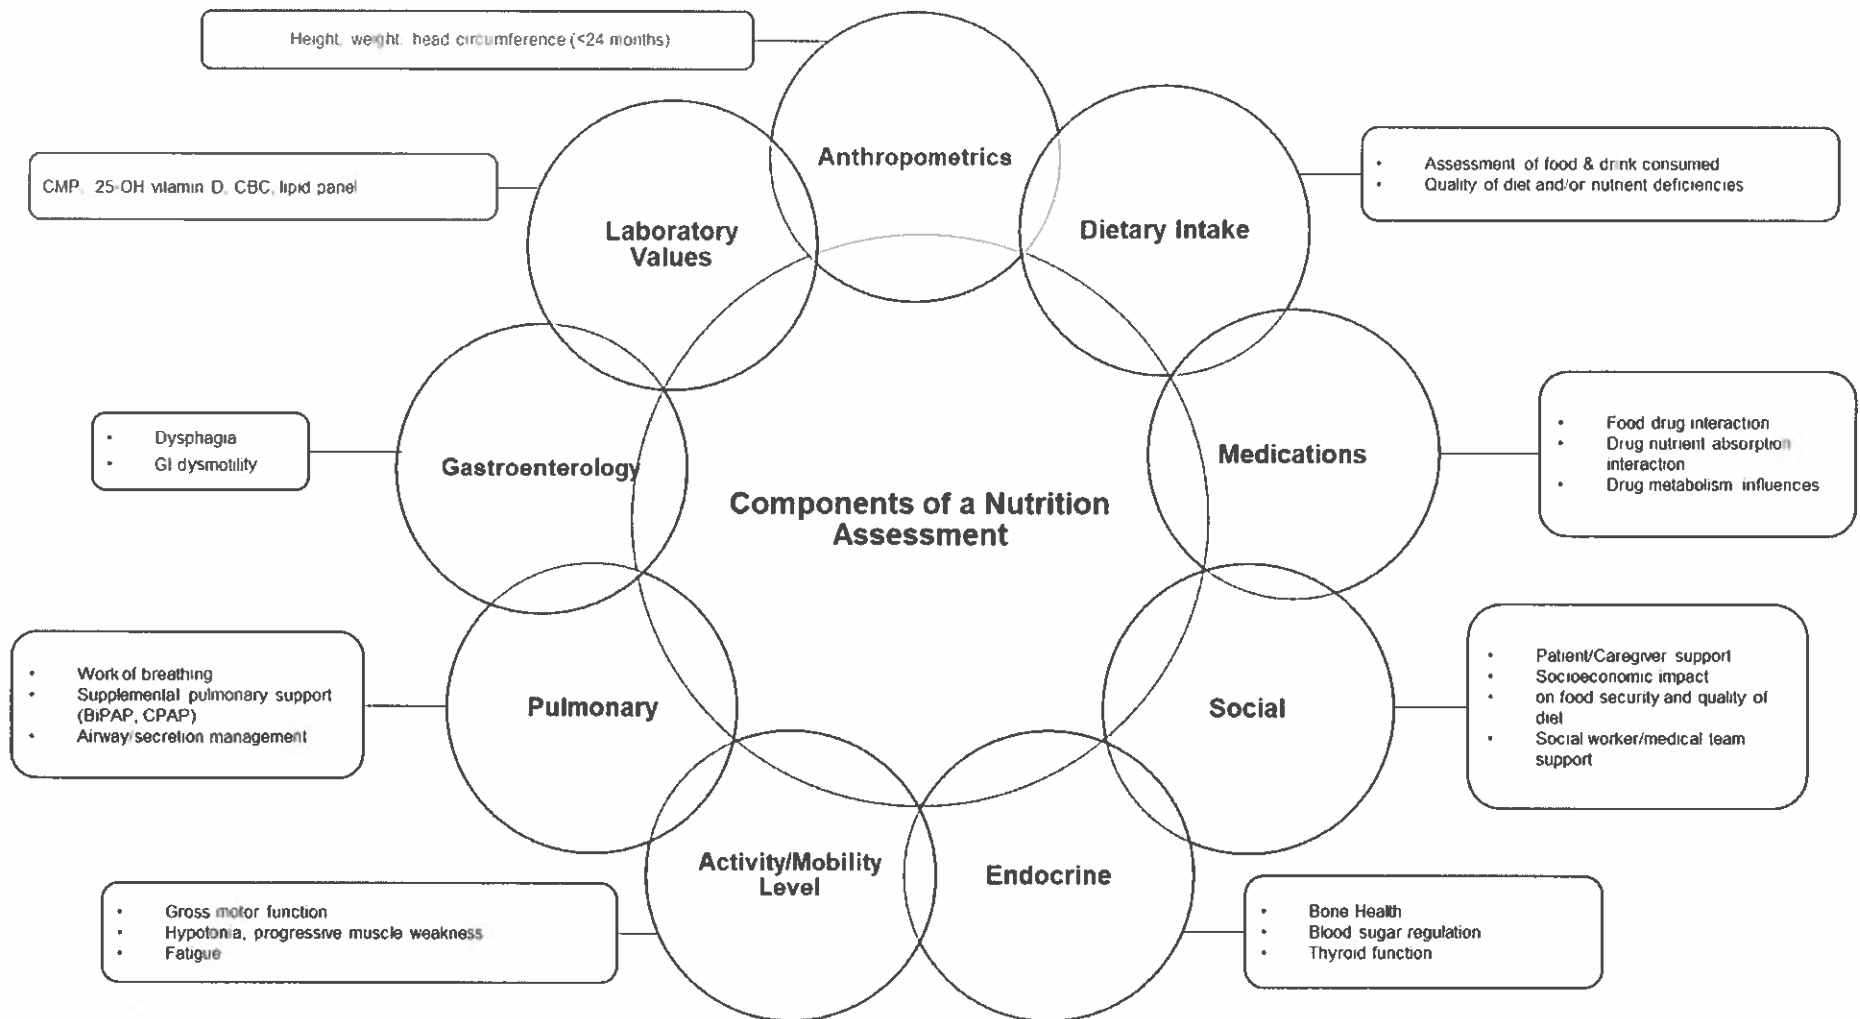 Height, weight, head circumference (<24 months)
Anthropometrics
CMP, 25-OH vitamin D, CBC, lipid panel
Laboratory
Values
Dietary Intake
• Assessment of food & drink consumed
• Quality of diet and/or nutrient deficiencies
• Dysphagia
• GI dysmotility
Gastroenterology
Medications
• Food drug interaction
• Drug nutrient absorption
interaction
• Drug metabolism influences
Components of a Nutrition
Assessment
• Work of breathing
• Supplemental pulmonary support
(BiPAP, CPAP)
• Airway/secretion management
Pulmonary
Social
• Patient/Caregiver support
• Socioeconomic impact
• on food security and quality of
diet
• Social worker/medical team
support
• Gross motor function
• Hypotonia, progressive muscle weakness
• Fatigue
Activity/Mobility
Level
Endocrine
• Bone Health
• Blood sugar regulation
• Thyroid function